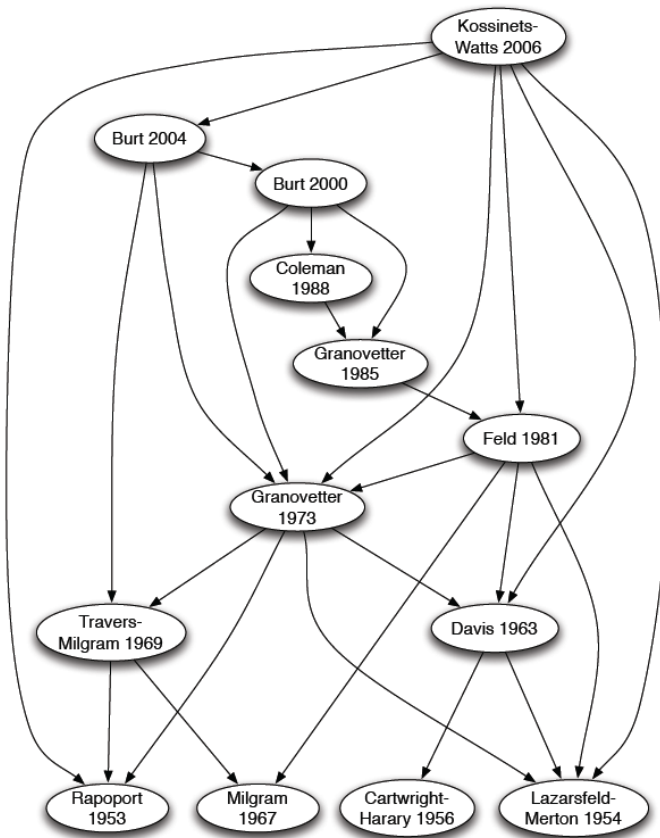 Kossinets-
Watts 2006
Burt 2004
Burt 2000
Coleman
1988
Granovetter
1985
Feld 1981
Granovetter
1973
Travers-
Milgram 1969
Davis 1963
Rapoport
1953
Milgram
1967
Cartwright-
Harary 1956
Lazarsfeld-
Merton 1954